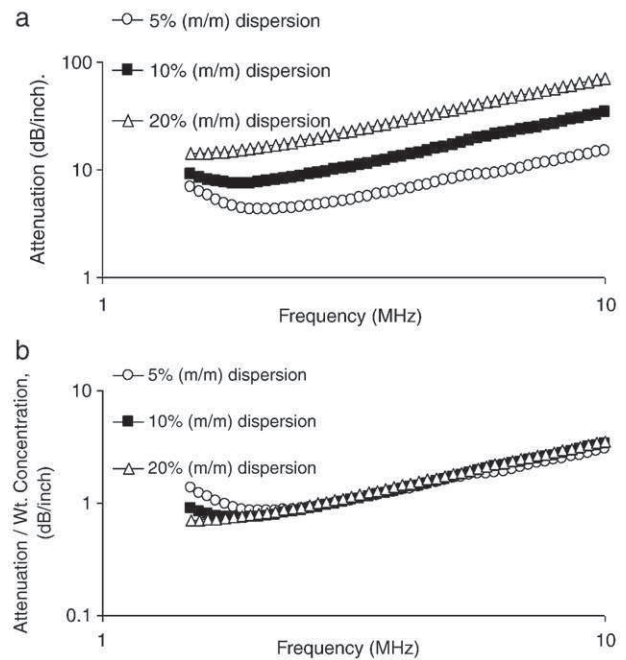 a
5% (m/m) dispersion
10% (m/m) dispersion
20% (m/m) dispersion
Attenuation (dB/inch).
100
10
1
1
10
Frequency (MHz)
b
5% (m/m) dispersion
10% (m/m) dispersion
20% (m/m) dispersion
Attenuation / Wt. Concentration,
(dB/inch)
10
1
0.1
1
10
Frequency (MHz)